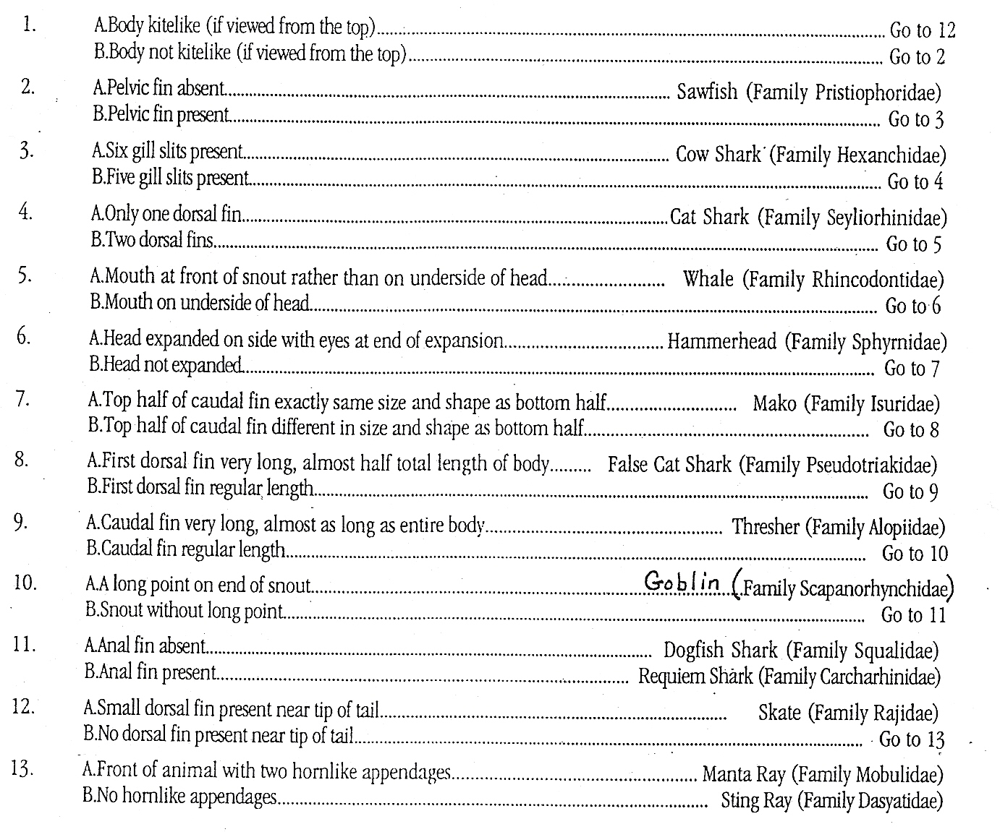 1. A.Body kitelike (if viewed from the top)........ Go to 12
B.Body not kitelike (if viewed from the top)........ Go to 2
2. A.Pelvic fin absent........ Sawfish (Family Pristiophoridae)
B.Pelvic fin present........ Go to 3
3. A.Six gill slits present........ Cow Shark (Family Hexanchidae)
B.Five gill slits present........ Go to 4
4. A.Only one dorsal fin........ Cat Shark (Family Seyliorhinidae)
B.Two dorsal fins........ Go to 5
5. A.Mouth at front of snout rather than on underside of head........ Whale (Family Rhincodontidae)
B.Mouth on underside of head........ Go to 6
6. A.Head expanded on side with eyes at end of expansion........ Hammerhead (Family Sphyrnidae)
B.Head not expanded........ Go to 7
7. A.Top half of caudal fin exactly same size and shape as bottom half........ Mako (Family Isuridae)
B.Top half of caudal fin different in size and shape as bottom half........ Go to 8
8. A.First dorsal fin very long, almost half total length of body........ False Cat Shark (Family Pseudotriakidae)
B.First dorsal fin regular length........ Go to 9
9. A.Caudal fin very long, almost as long as entire body........ Thresher (Family Alopiidae)
B.Caudal fin regular length........ Go to 10
10. A.A long point on end of snout........ Goblin (Family Scapanorhynchidae)
B.Snout without long point........ Go to 11
11. A.Anal fin absent........ Dogfish Shark (Family Squalidae)
B.Anal fin present........ Requiem Shark (Family Carcharhinidae)
12. A.Small dorsal fin present near tip of tail........ Skate (Family Rajidae)
B.No dorsal fin present near tip of tail........ Go to 13
13. A.Front of animal with two hornlike appendages........ Manta Ray (Family Mobulidae)
B.No hornlike appendages........ Sting Ray (Family Dasyatidae)